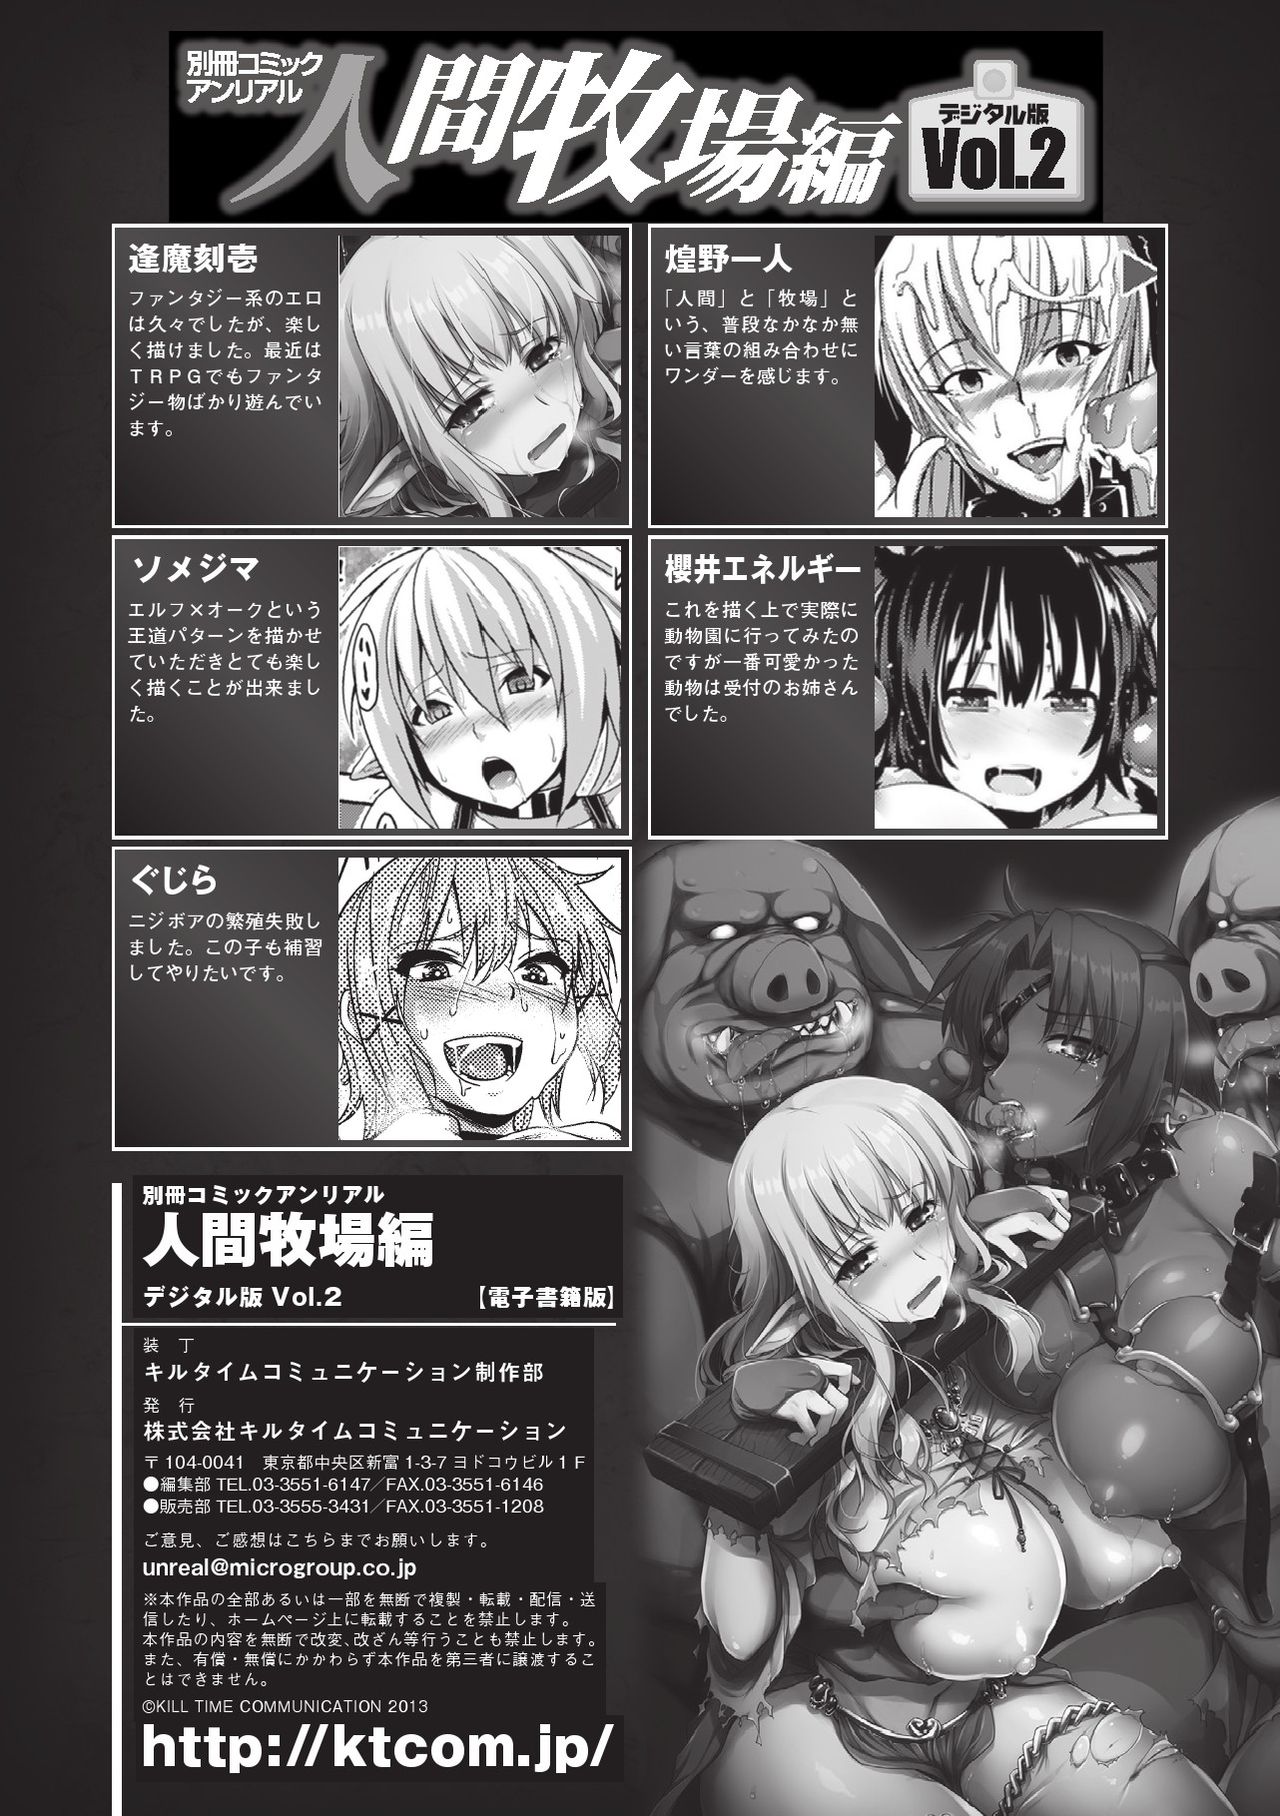 別冊コミック
アンリアル
人間牧場編
デジタル版
Vol.2
逢魔刻壱
ファンタジー系のエロ
は久々でしたが、楽し
く描けました。最近は
TRPGでもファンタ
ジー物ばかり遊んでい
ます。
煌野一人
「人間」と「牧場」と
いう、普段なかなか無
い言葉の組み合わせに
ワンダーを感じます。
ソメジマ
エルフ×オークという
王道パターンを描かせ
ていただきとても楽し
く描くことが出来まし
た。
櫻井エネルギー
これを描く上で実際に
動物園に行ってみたの
ですが一番可愛かった
動物は受付のお姉さん
でした。
ぐじら
ニジボアの繁殖失敗し
ました。この子も補習
してやりたいです。
別冊コミックアンリアル
人間牧場編
デジタル版 Vol.2 【電子書籍版】
装 丁
キルタイムコミュニケーション制作部
発 行
株式会社キルタイムコミュニケーション
〒104-0041 東京都中央区新富1-3-7ヨドコウビル1F
●編集部 TEL.03-3551-6147／FAX.03-3551-6146
●販売部 TEL.03-3555-3431／FAX.03-3551-1208
ご意見、ご感想はこちらまでお願いします。
unreal@microgroup.co.jp
※本作品の全部あるいは一部を無断で複製・転載・配信・送
信したり、ホームページ上に転載することを禁止します。
本作品の内容を無断で改変、改ざん等行うことも禁止します。
また、有償・無償にかかわらず本作品を第三者に譲渡するこ
とはできません。
©KILL TIME COMMUNICATION 2013
http://ktcom.jp/